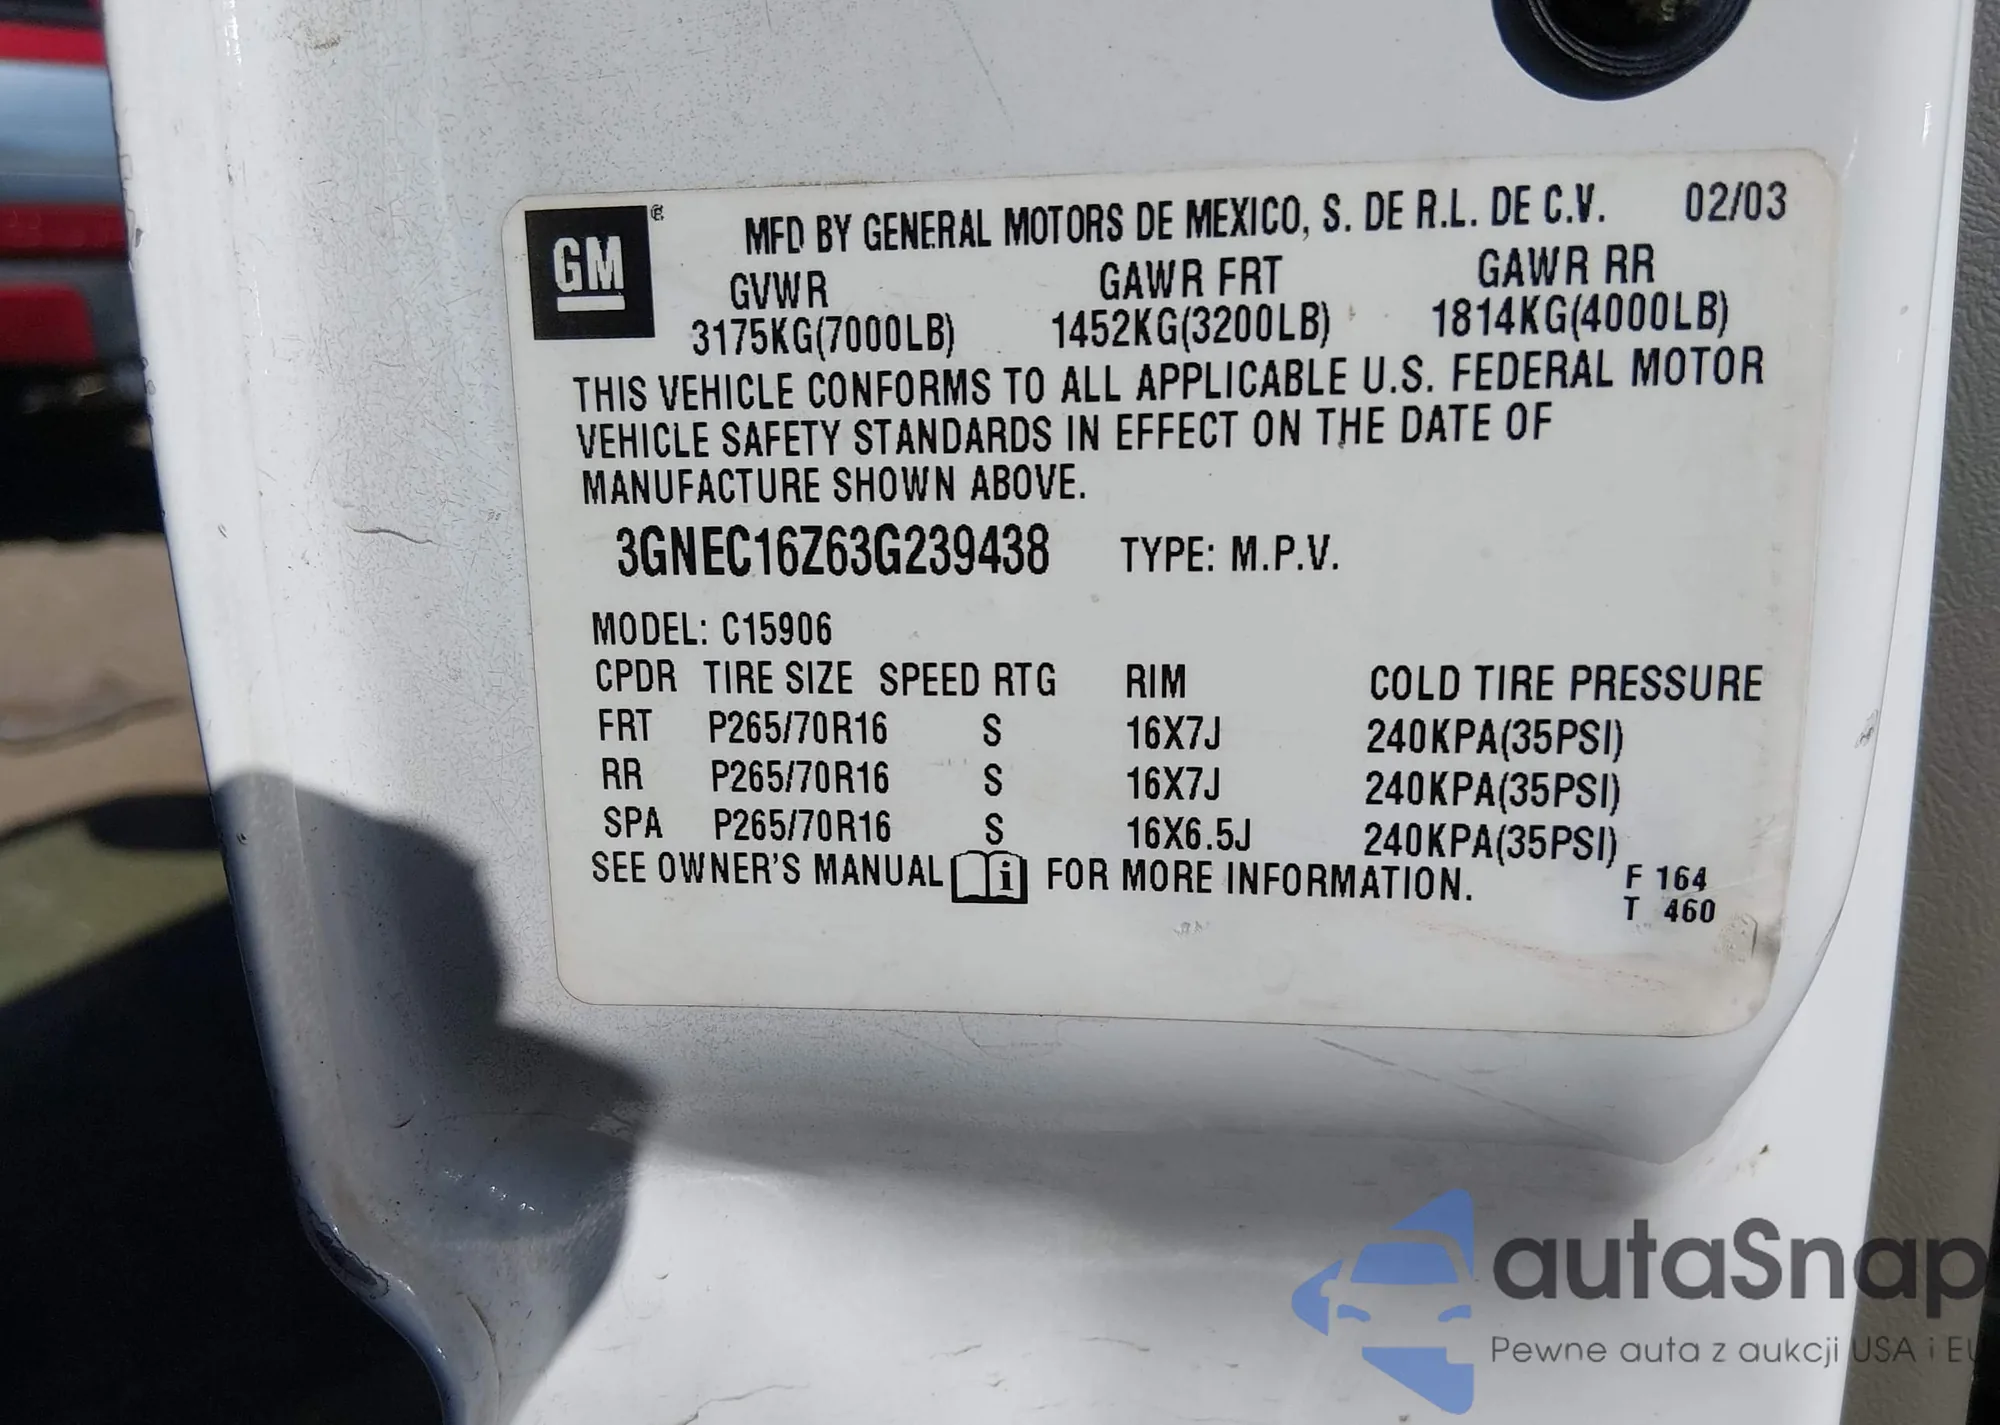 GM ®
MFD BY GENERAL MOTORS DE MEXICO, S. DE R.L. DE C.V. 02/03
GVWR GAWR FRT GAWR RR
3175KG(7000LB) 1452KG(3200LB) 1814KG(4000LB)
THIS VEHICLE CONFORMS TO ALL APPLICABLE U.S. FEDERAL MOTOR
VEHICLE SAFETY STANDARDS IN EFFECT ON THE DATE OF
MANUFACTURE SHOWN ABOVE.
3GNEC16Z63G239438 TYPE: M.P.V.
MODEL: C15906
CPDR TIRE SIZE SPEED RTG RIM COLD TIRE PRESSURE
FRT P265/70R16 S 16X7J 240KPA(35PSI)
RR P265/70R16 S 16X7J 240KPA(35PSI)
SPA P265/70R16 S 16X6.5J 240KPA(35PSI)
SEE OWNER'S MANUAL i FOR MORE INFORMATION.
F 164
T 460
autaSnap
Pewne auta z aukcji USA i EU